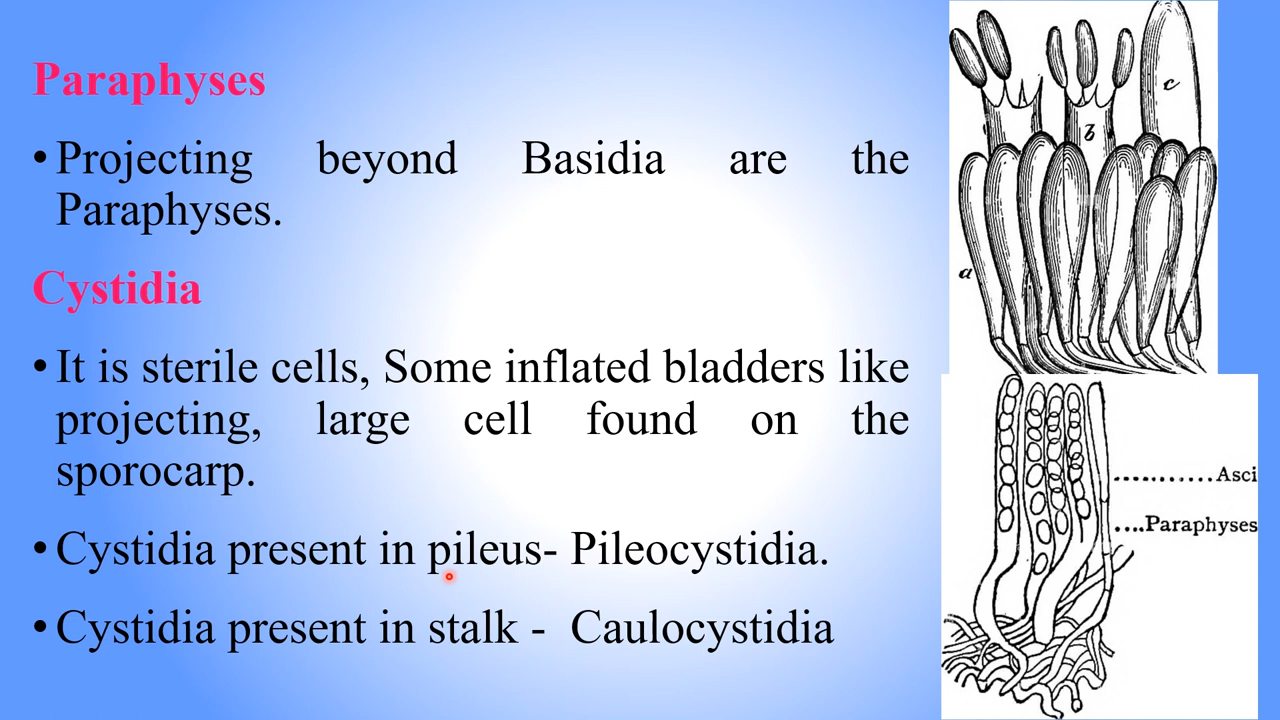 Paraphyses
• Projecting beyond Basidia are the
Paraphyses.
Cystidia
• It is sterile cells, Some inflated bladders like
projecting, large cell found on the
sporocarp.
• Cystidia present in pileus- Pileocystidia.
• Cystidia present in stalk - Caulocystidia
c
b
a
............Asci
....Paraphyses